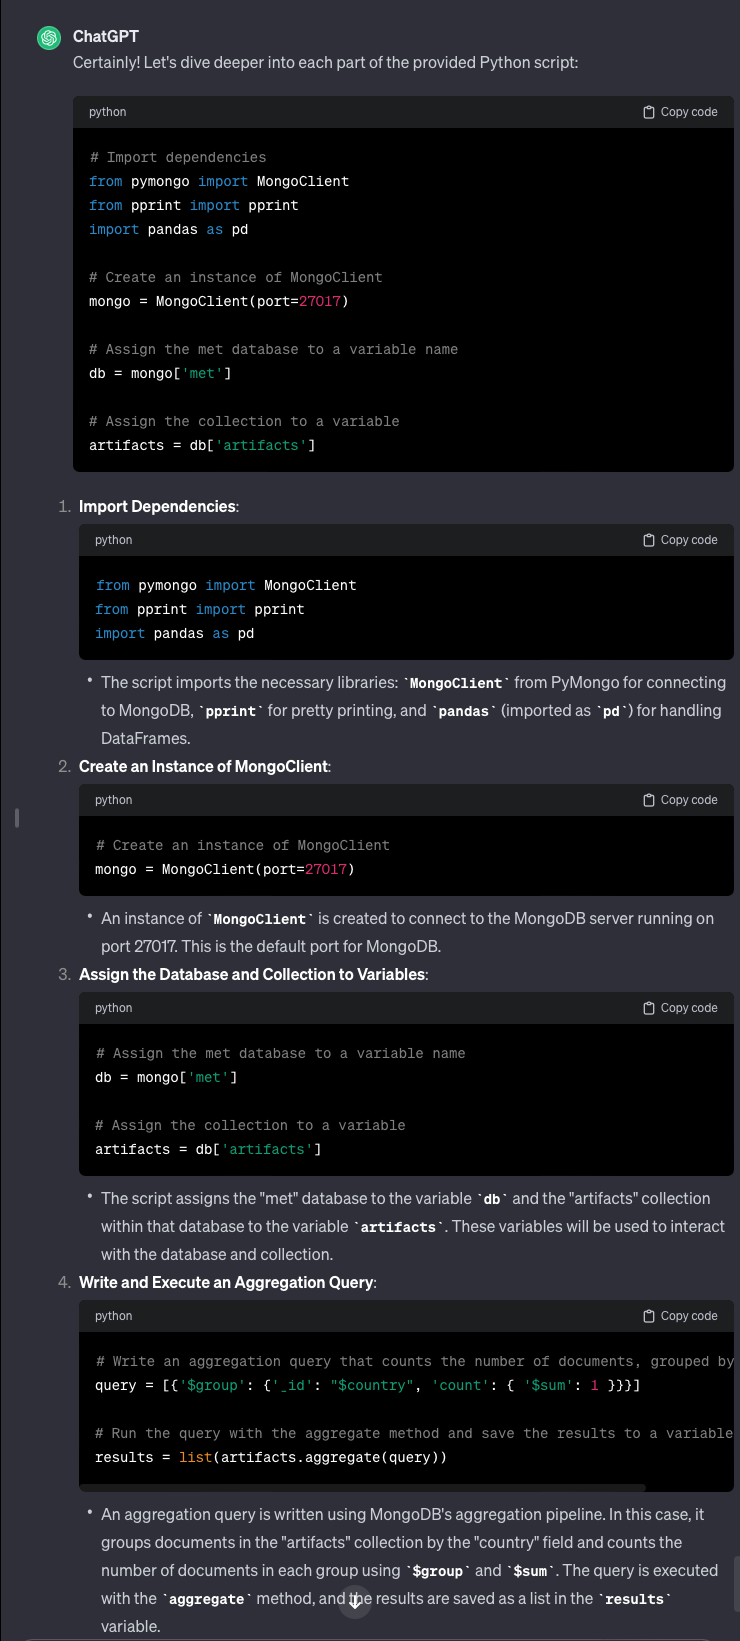 ChatGPT
Certainly! Let's dive deeper into each part of the provided Python script:
python Copy code
# Import dependencies
from pymongo import MongoClient
from pprint import pprint
import pandas as pd
# Create an instance of MongoClient
mongo = MongoClient(port=27017)
# Assign the met database to a variable name
db = mongo['met']
# Assign the collection to a variable
artifacts = db['artifacts']
1. Import Dependencies:
python Copy code
from pymongo import MongoClient
from pprint import pprint
import pandas as pd
• The script imports the necessary libraries: `MongoClient` from PyMongo for connecting
to MongoDB, `pprint` for pretty printing, and `pandas` (imported as `pd`) for handling
DataFrames.
2. Create an Instance of MongoClient:
python Copy code
# Create an instance of MongoClient
mongo = MongoClient(port=27017)
• An instance of `MongoClient` is created to connect to the MongoDB server running on
port 27017. This is the default port for MongoDB.
3. Assign the Database and Collection to Variables:
python Copy code
# Assign the met database to a variable name
db = mongo['met']
# Assign the collection to a variable
artifacts = db['artifacts']
• The script assigns the "met" database to the variable `db` and the "artifacts" collection
within that database to the variable `artifacts`. These variables will be used to interact
with the database and collection.
4. Write and Execute an Aggregation Query:
python Copy code
# Write an aggregation query that counts the number of documents, grouped by
query = [{'$group': {'_id': "$country", 'count': { '$sum': 1 }}}]
# Run the query with the aggregate method and save the results to a variable
results = list(artifacts.aggregate(query))
• An aggregation query is written using MongoDB's aggregation pipeline. In this case, it
groups documents in the "artifacts" collection by the "country" field and counts the
number of documents in each group using `$group` and `$sum`. The query is executed
with the `aggregate` method, and the results are saved as a list in the `results`
variable.